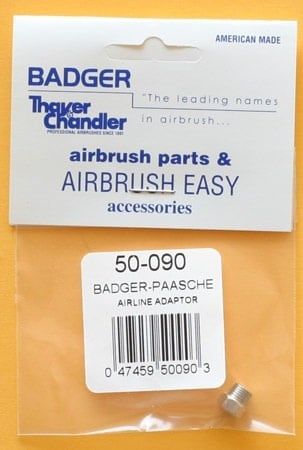 AMERICAN MADE
BADGER
Thayer & Chandler
PROFESSIONAL AIRBRUSHES SINCE 1891
"The leading names
in airbrush...
airbrush parts &
AIRBRUSH EASY
accessories
50-090
BADGER-PAASCHE
AIRLINE ADAPTOR
0 47459 50090 3